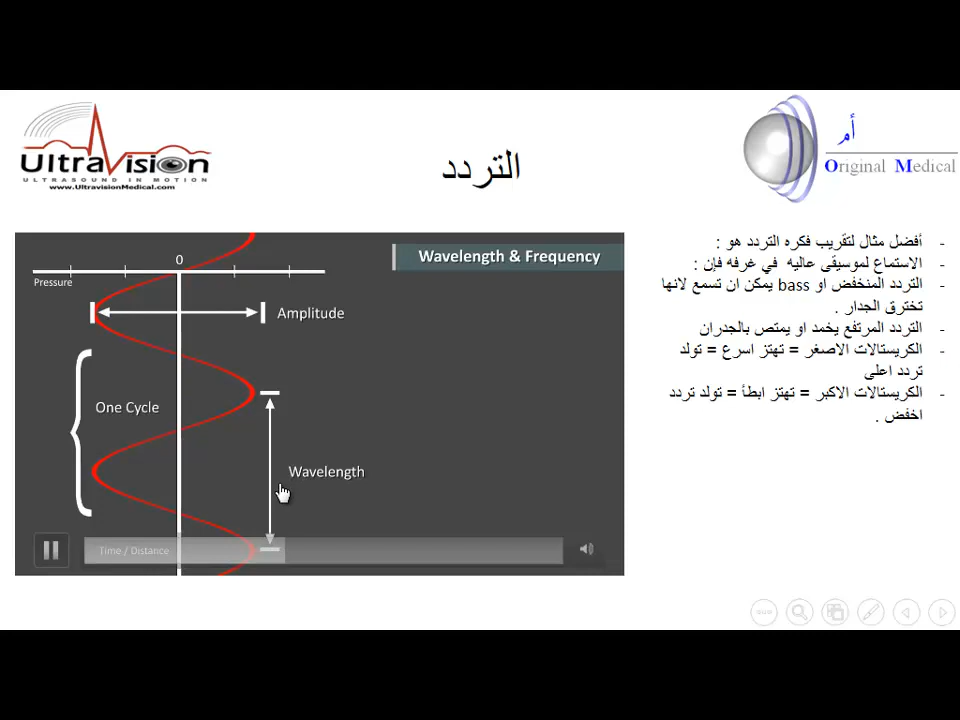 UltraVision
ULTRASOUND IN MOTION
www.UltravisionMedical.com
التردد
أم
Original Medical
Wavelength & Frequency
0
Pressure
Amplitude
One Cycle
Wavelength
Time / Distance
- أفضل مثال لتقريب فكره التردد هو :
- الاستماع لموسيقى عاليه في غرفه فإن :
- التردد المنخفض او bass يمكن ان تسمع لانها
تخترق الجدار .
- التردد المرتفع يخمد او يمتص بالجدران
- الكريستالات الاصغر = تهتز اسرع = تولد
تردد اعلى
- الكريستالات الاكبر = تهتز ابطأ = تولد تردد
اخفض .